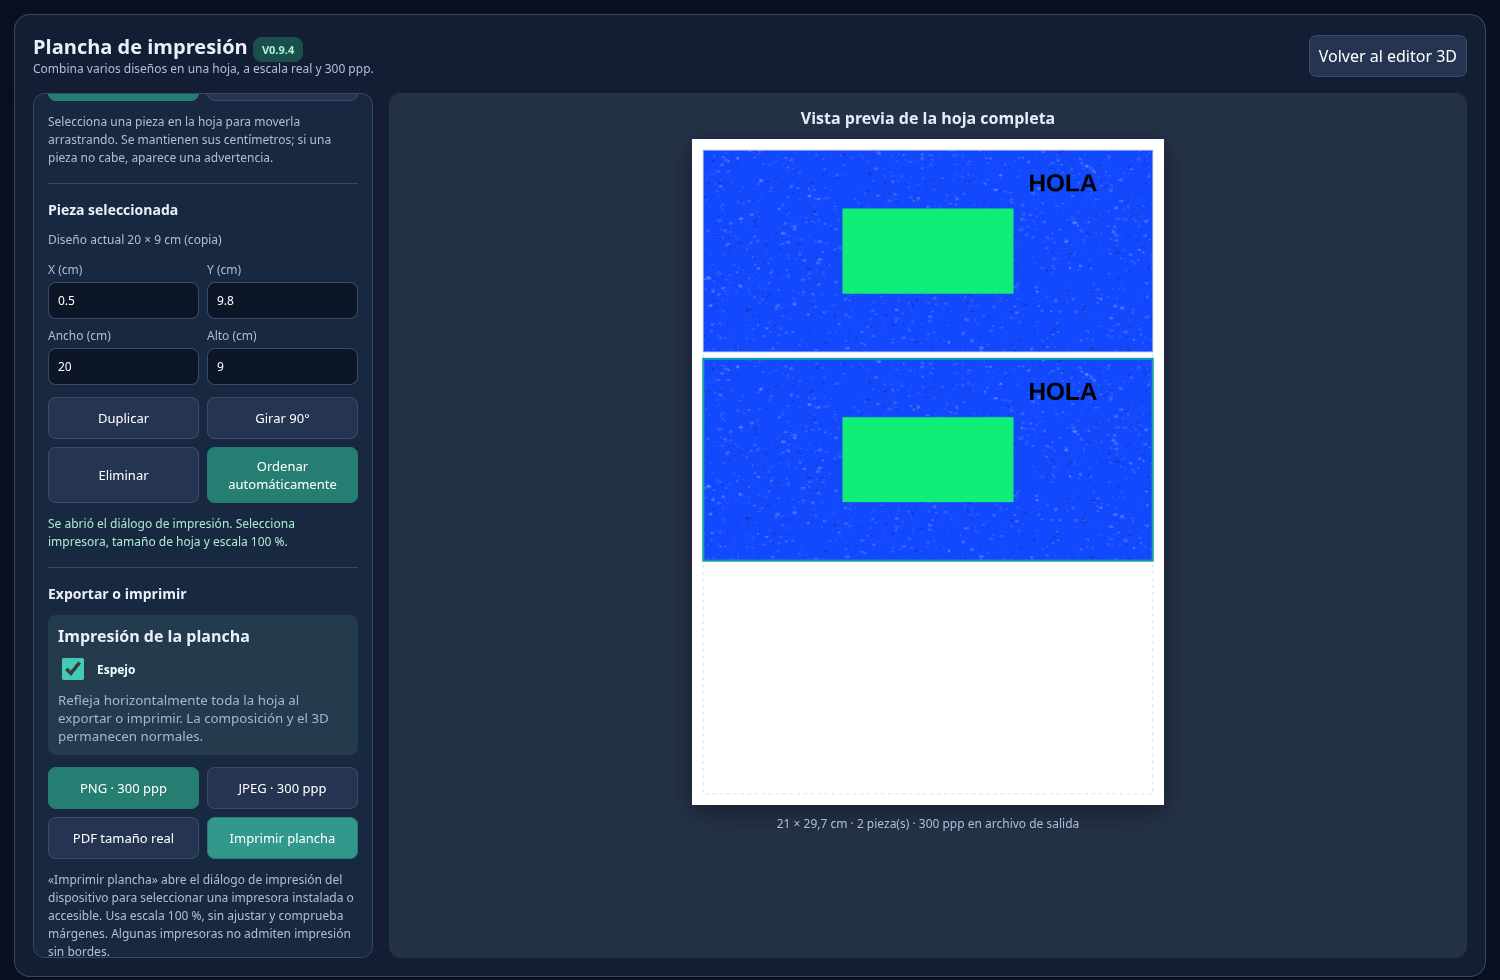 Plancha de impresión V0.9.4
Combina varios diseños en una hoja, a escala real y 300 ppp.
Volver al editor 3D
Selecciona una pieza en la hoja para moverla
arrastrando. Se mantienen sus centímetros; si una
pieza no cabe, aparece una advertencia.
Pieza seleccionada
Diseño actual 20 × 9 cm (copia)
X (cm) Y (cm)
0.5 9.8
Ancho (cm) Alto (cm)
20 9
Duplicar Girar 90°
Eliminar Ordenar
automáticamente
Se abrió el diálogo de impresión. Selecciona
impresora, tamaño de hoja y escala 100 %.
Exportar o imprimir
Impresión de la plancha
Espejo
Refleja horizontalmente toda la hoja al
exportar o imprimir. La composición y el 3D
permanecen normales.
PNG · 300 ppp JPEG · 300 ppp
PDF tamaño real Imprimir plancha
«Imprimir plancha» abre el diálogo de impresión del
dispositivo para seleccionar una impresora instalada o
accesible. Usa escala 100 %, sin ajustar y comprueba
márgenes. Algunas impresoras no admiten impresión
sin bordes.
Vista previa de la hoja completa
HOLA
HOLA
21 × 29,7 cm · 2 pieza(s) · 300 ppp en archivo de salida